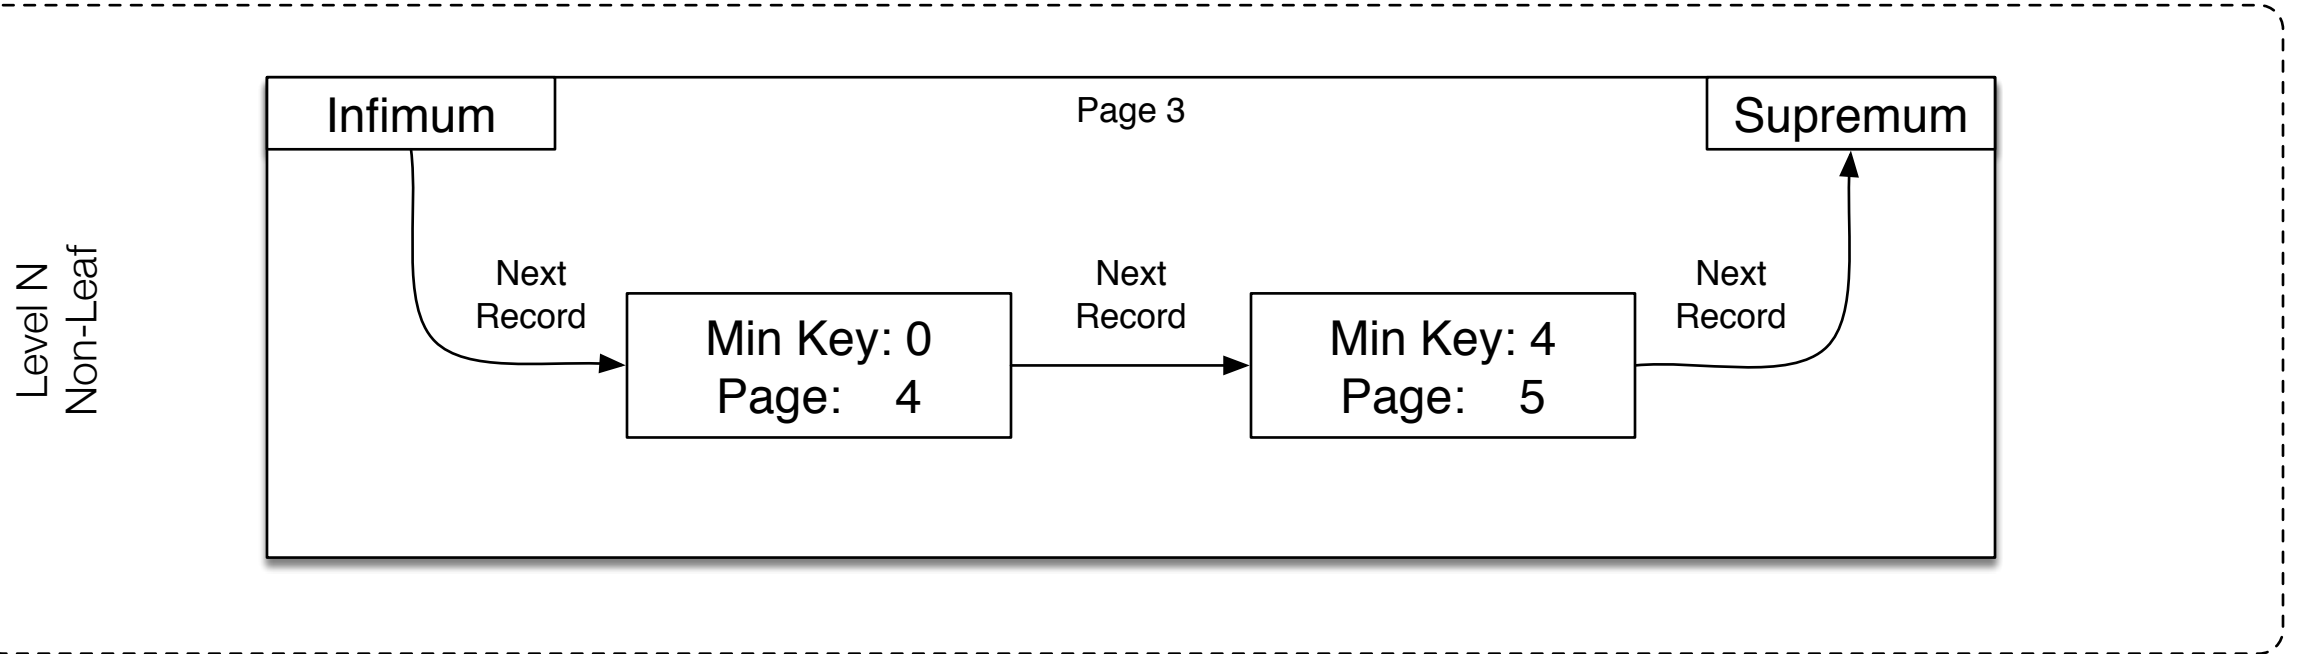 Level N
Non-Leaf
Infimum
Page 3
Supremum
Next
Record
Min Key: 0
Page: 4
Next
Record
Min Key: 4
Page: 5
Next
Record